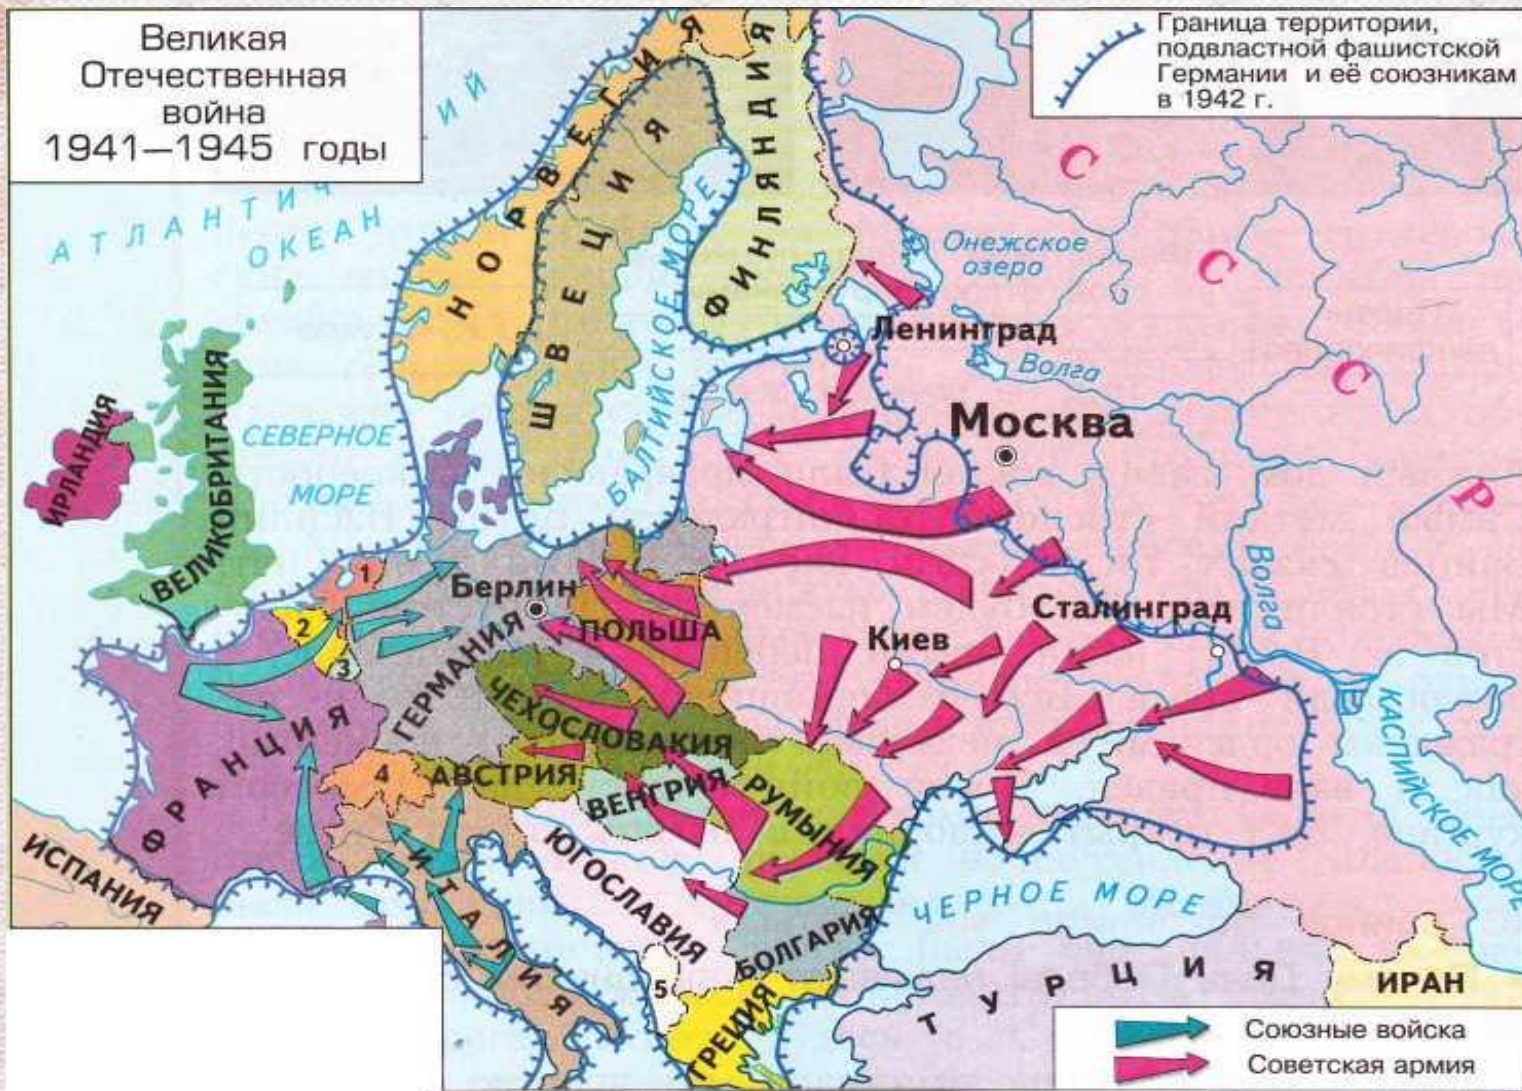 Великая
Отечественная
война
1941—1945 годы
Граница территории,
подвластной фашистской
Германии и её союзникам
в 1942 г.
АТЛАНТИЧ
ИЙ
ОКЕАН
НОРВЕГИЯ
ШВЕЦИЯ
ФИНЛЯНДИЯ
БАЛТИЙСКОЕ МОРЕ
Онежское
озеро
Ленинград
Волга
Москва
С С С Р
ИРЛАНДИЯ
ВЕЛИКОБРИТАНИЯ
СЕВЕРНОЕ
МОРЕ
1
2
3
Берлин
ГЕРМАНИЯ
ПОЛЬША
Киев
Сталинград
Волга
КАСПИЙСКОЕ МОРЕ
ФРАНЦИЯ
ЧЕХОСЛОВАКИЯ
4
АВСТРИЯ
ВЕНГРИЯ
РУМЫНИЯ
ИСПАНИЯ
ИТАЛИЯ
ЮГОСЛАВИЯ
БОЛГАРИЯ
5
ГРЕЦИЯ
ЧЕРНОЕ МОРЕ
ТУРЦИЯ
ИРАН
Союзные войска
Советская армия